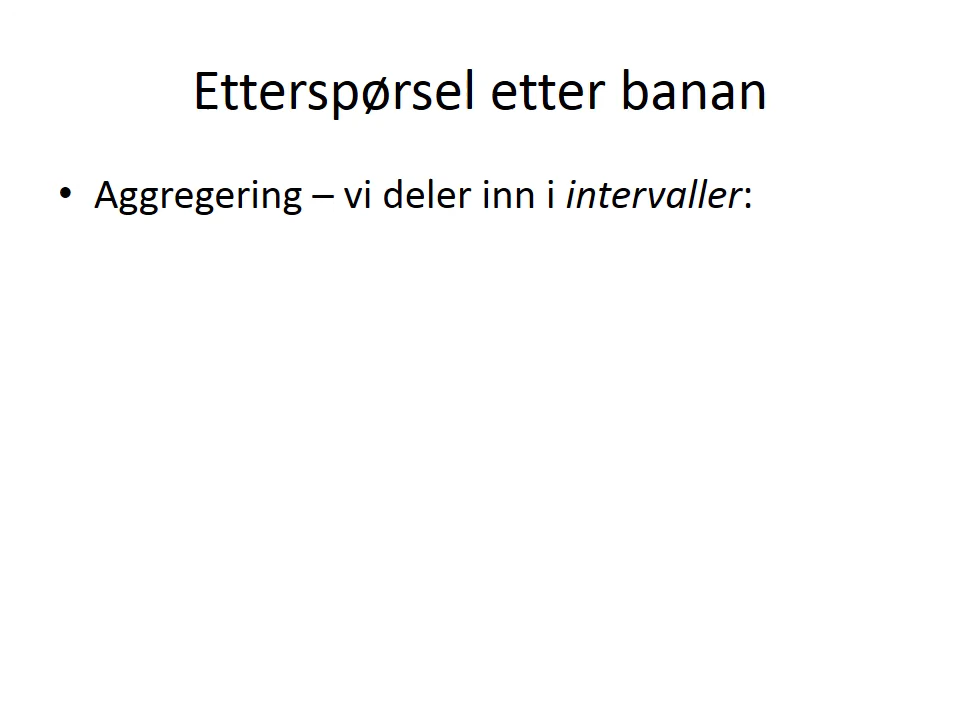 Etterspørsel etter banan
• Aggregering – vi deler inn i intervaller: